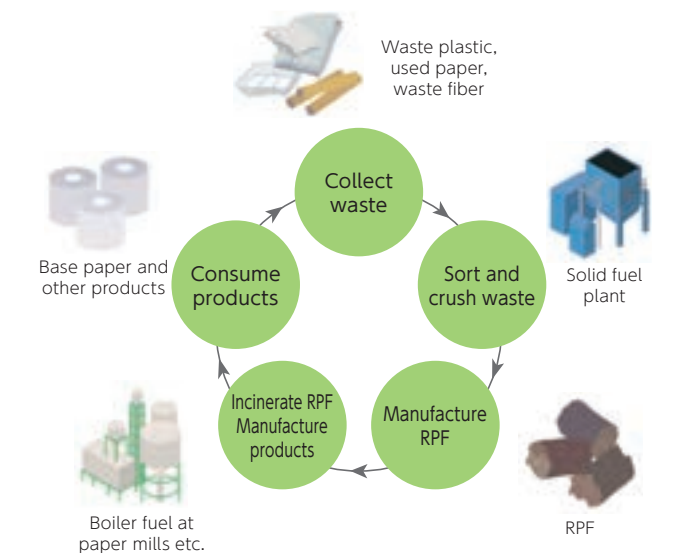 Waste plastic,
used paper,
waste fiber
Collect
waste
Sort and
crush waste
Solid fuel
plant
Manufacture
RPF
RPF
Incinerate RPF
Manufacture
products
Boiler fuel at
paper mills etc.
Consume
products
Base paper and
other products